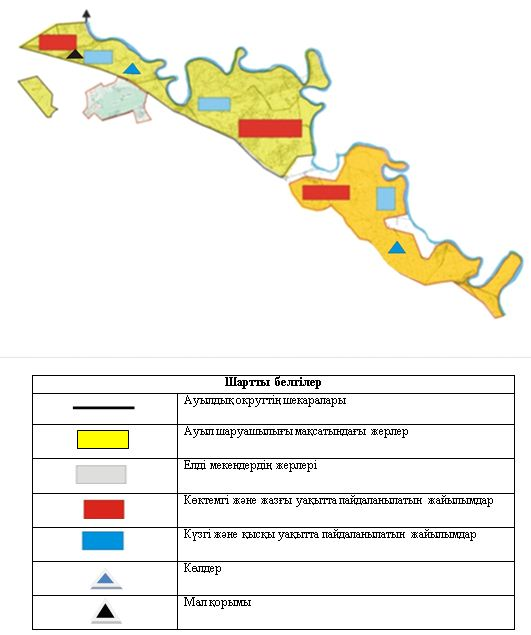 Шартты белгілер
Ауылдық округтің шекаралары
Ауыл шаруашылығы мақсатындағы жерлер
Елді мекендердің жерлері
Көктемгі және жазғы уақытта пайдаланылатын жайылымдар
Күзгі және қысқы уақытта пайдаланылатын жайылымдар
Көлдер
Мал қорымы